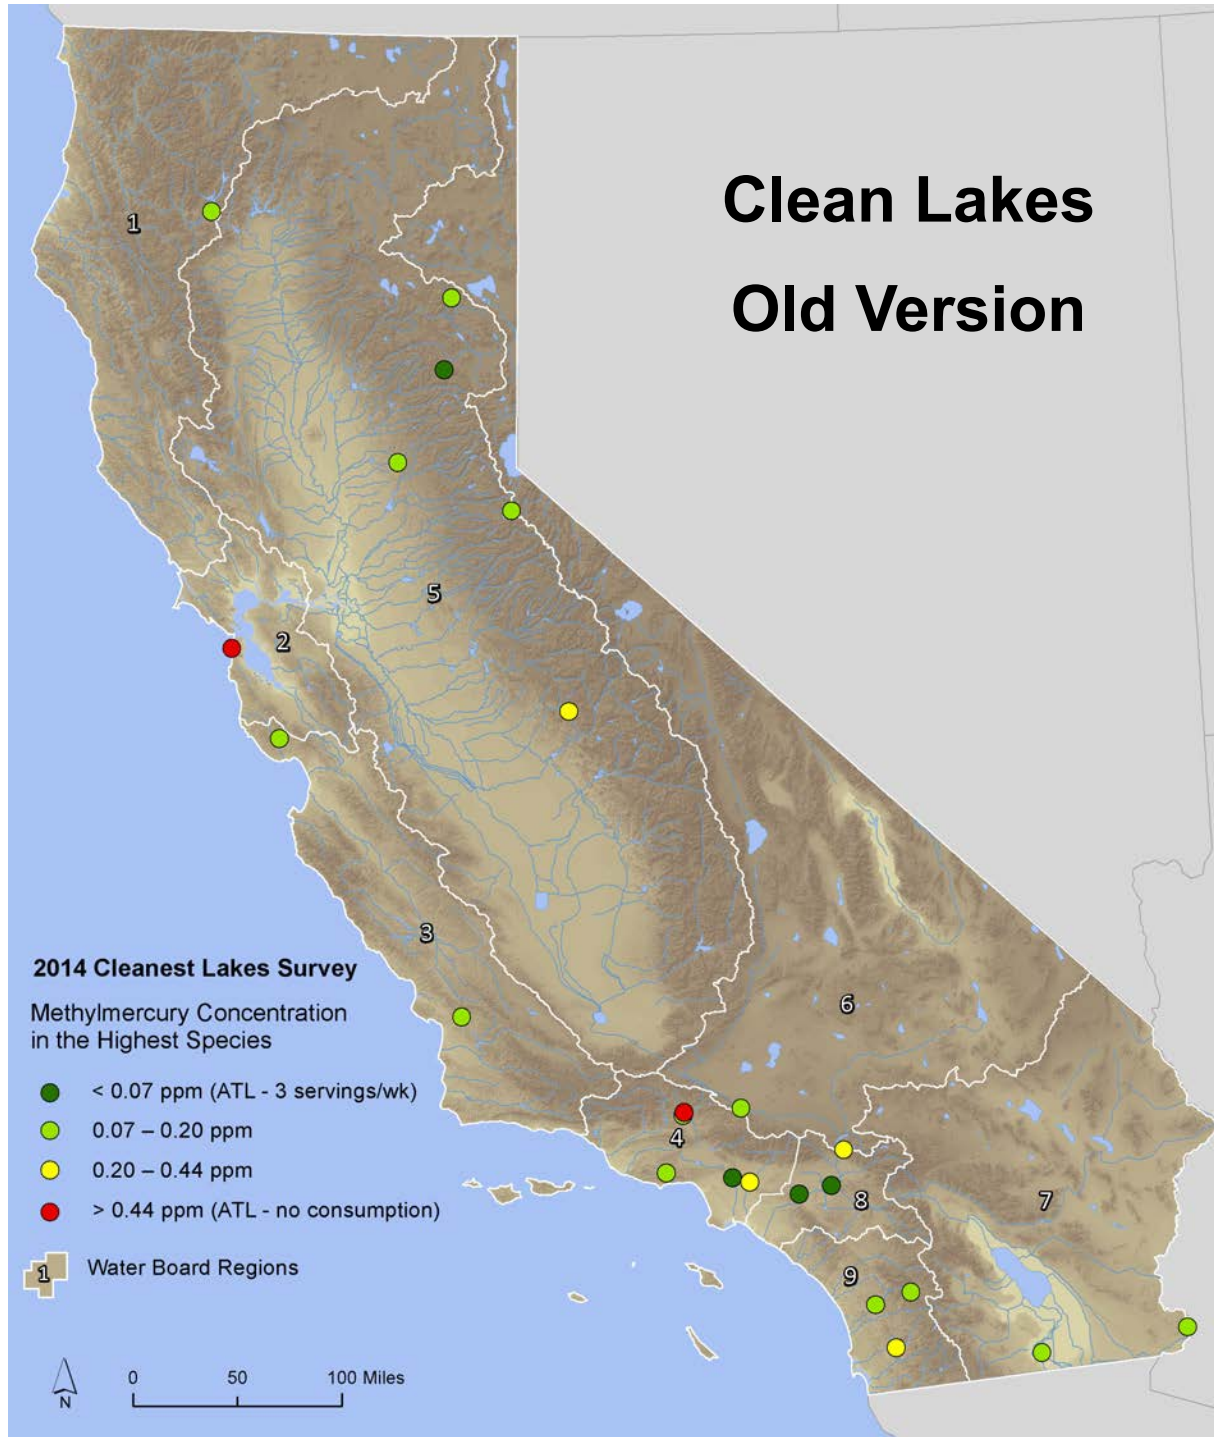 Clean Lakes
Old Version
1
5
2
3
6
4
8
7
9
2014 Cleanest Lakes Survey
Methylmercury Concentration
in the Highest Species
< 0.07 ppm (ATL - 3 servings/wk)
0.07 – 0.20 ppm
0.20 – 0.44 ppm
> 0.44 ppm (ATL - no consumption)
1 Water Board Regions
N
0 50 100 Miles